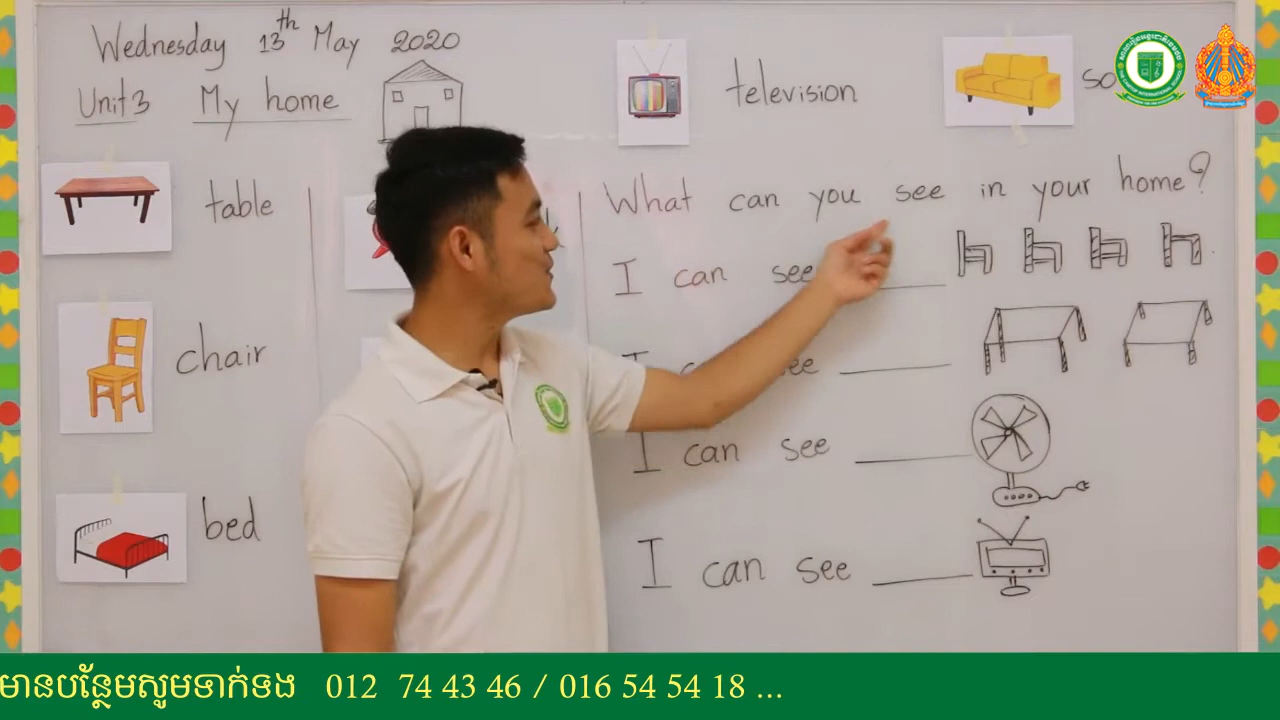 Wednesday 13th May 2020
Unit 3 My home
television
so
table
chair
bed
What can you see in your home?
I can see ____
I can see ____
I can see ____
I can see ____
មានបន្ថែមសូមទាក់ទង 012 74 43 46 / 016 54 54 18 ...